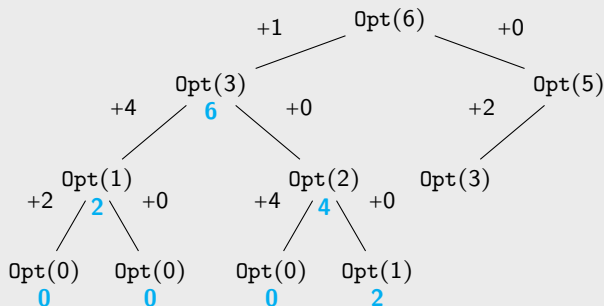 Opt(6)
+1 +0
Opt(3) Opt(5)
6
+4 +0 +2
Opt(1) Opt(2) Opt(3)
2 4
+2 +0 +4 +0
Opt(0) Opt(0) Opt(0) Opt(1)
0 0 0 2